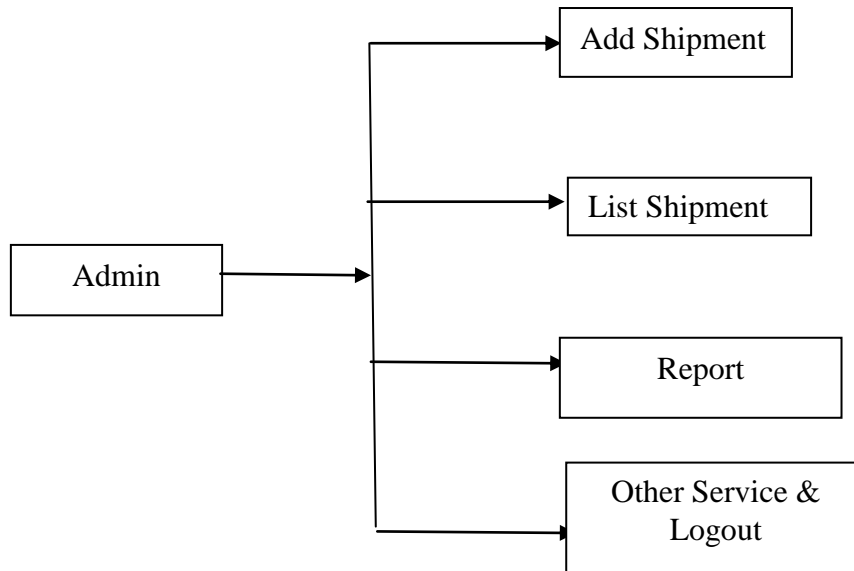 Add Shipment
List Shipment
Admin
Report
Other Service &
Logout